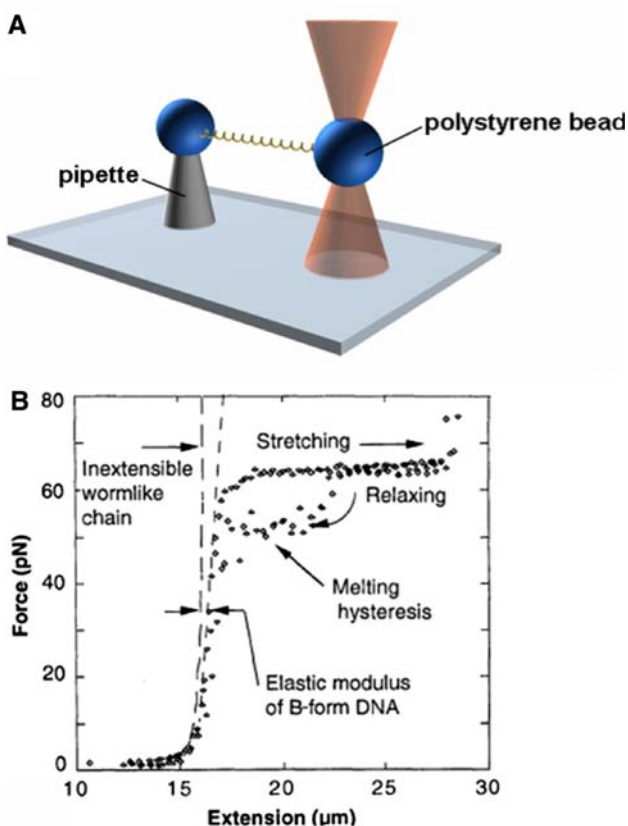 A
polystyrene bead
pipette
B
80
60
40
20
0
Force (pN)
Stretching
Inextensible
wormlike
chain
Relaxing
Melting
hysteresis
Elastic modulus
of B-form DNA
10
15
20
25
30
Extension (μm)